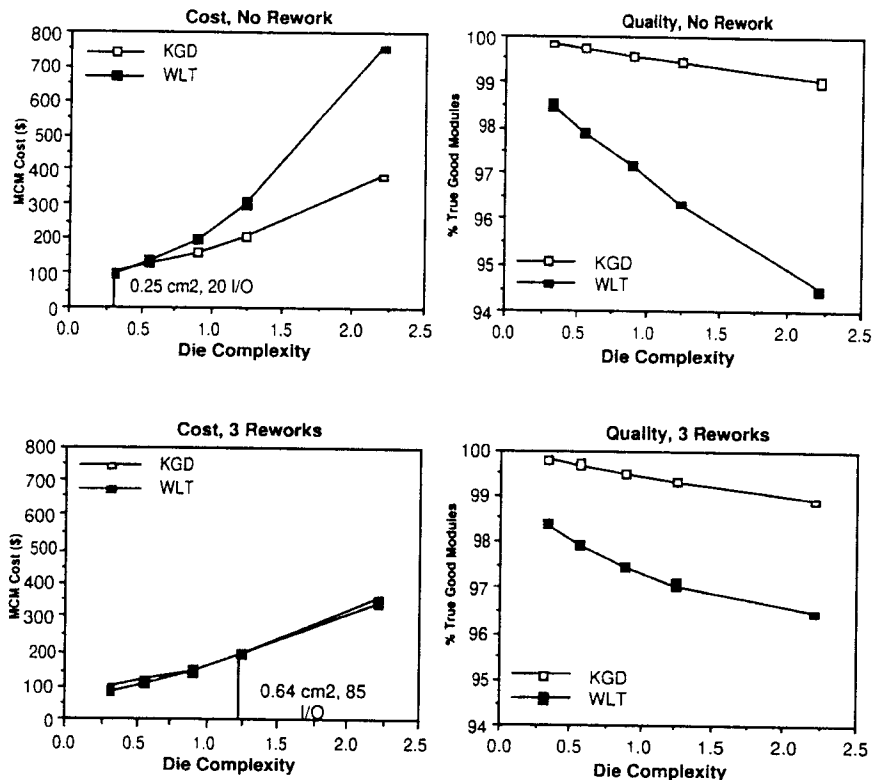 Cost, No Rework
MCM Cost ($)
800
700
600
500
400
300
200
100
0
KGD
WLT
0.25 cm2, 20 I/O
0.0 0.5 1.0 1.5 2.0 2.5
Die Complexity
Quality, No Rework
% True Good Modules
100
99
98
97
96
95
94
KGD
WLT
0.0 0.5 1.0 1.5 2.0 2.5
Die Complexity
Cost, 3 Reworks
MCM Cost ($)
800
700
600
500
400
300
200
100
0
KGD
WLT
0.64 cm2, 85
I/O
0.0 0.5 1.0 1.5 2.0 2.5
Die Complexity
Quality, 3 Reworks
% True Good Modules
100
99
98
97
96
95
94
KGD
WLT
0.0 0.5 1.0 1.5 2.0 2.5
Die Complexity